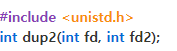 #include <unistd.h>
int dup2(int fd, int fd2);